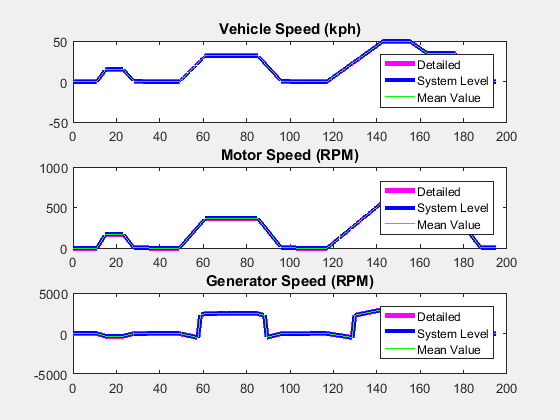 Vehicle Speed (kph)
50
0
-50
Detailed
System Level
Mean Value
0 20 40 60 80 100 120 140 160 180 200
Motor Speed (RPM)
1000
500
0
Detailed
System Level
Mean Value
0 20 40 60 80 100 120 140 160 180 200
Generator Speed (RPM)
5000
0
-5000
Detailed
System Level
Mean Value
0 20 40 60 80 100 120 140 160 180 200